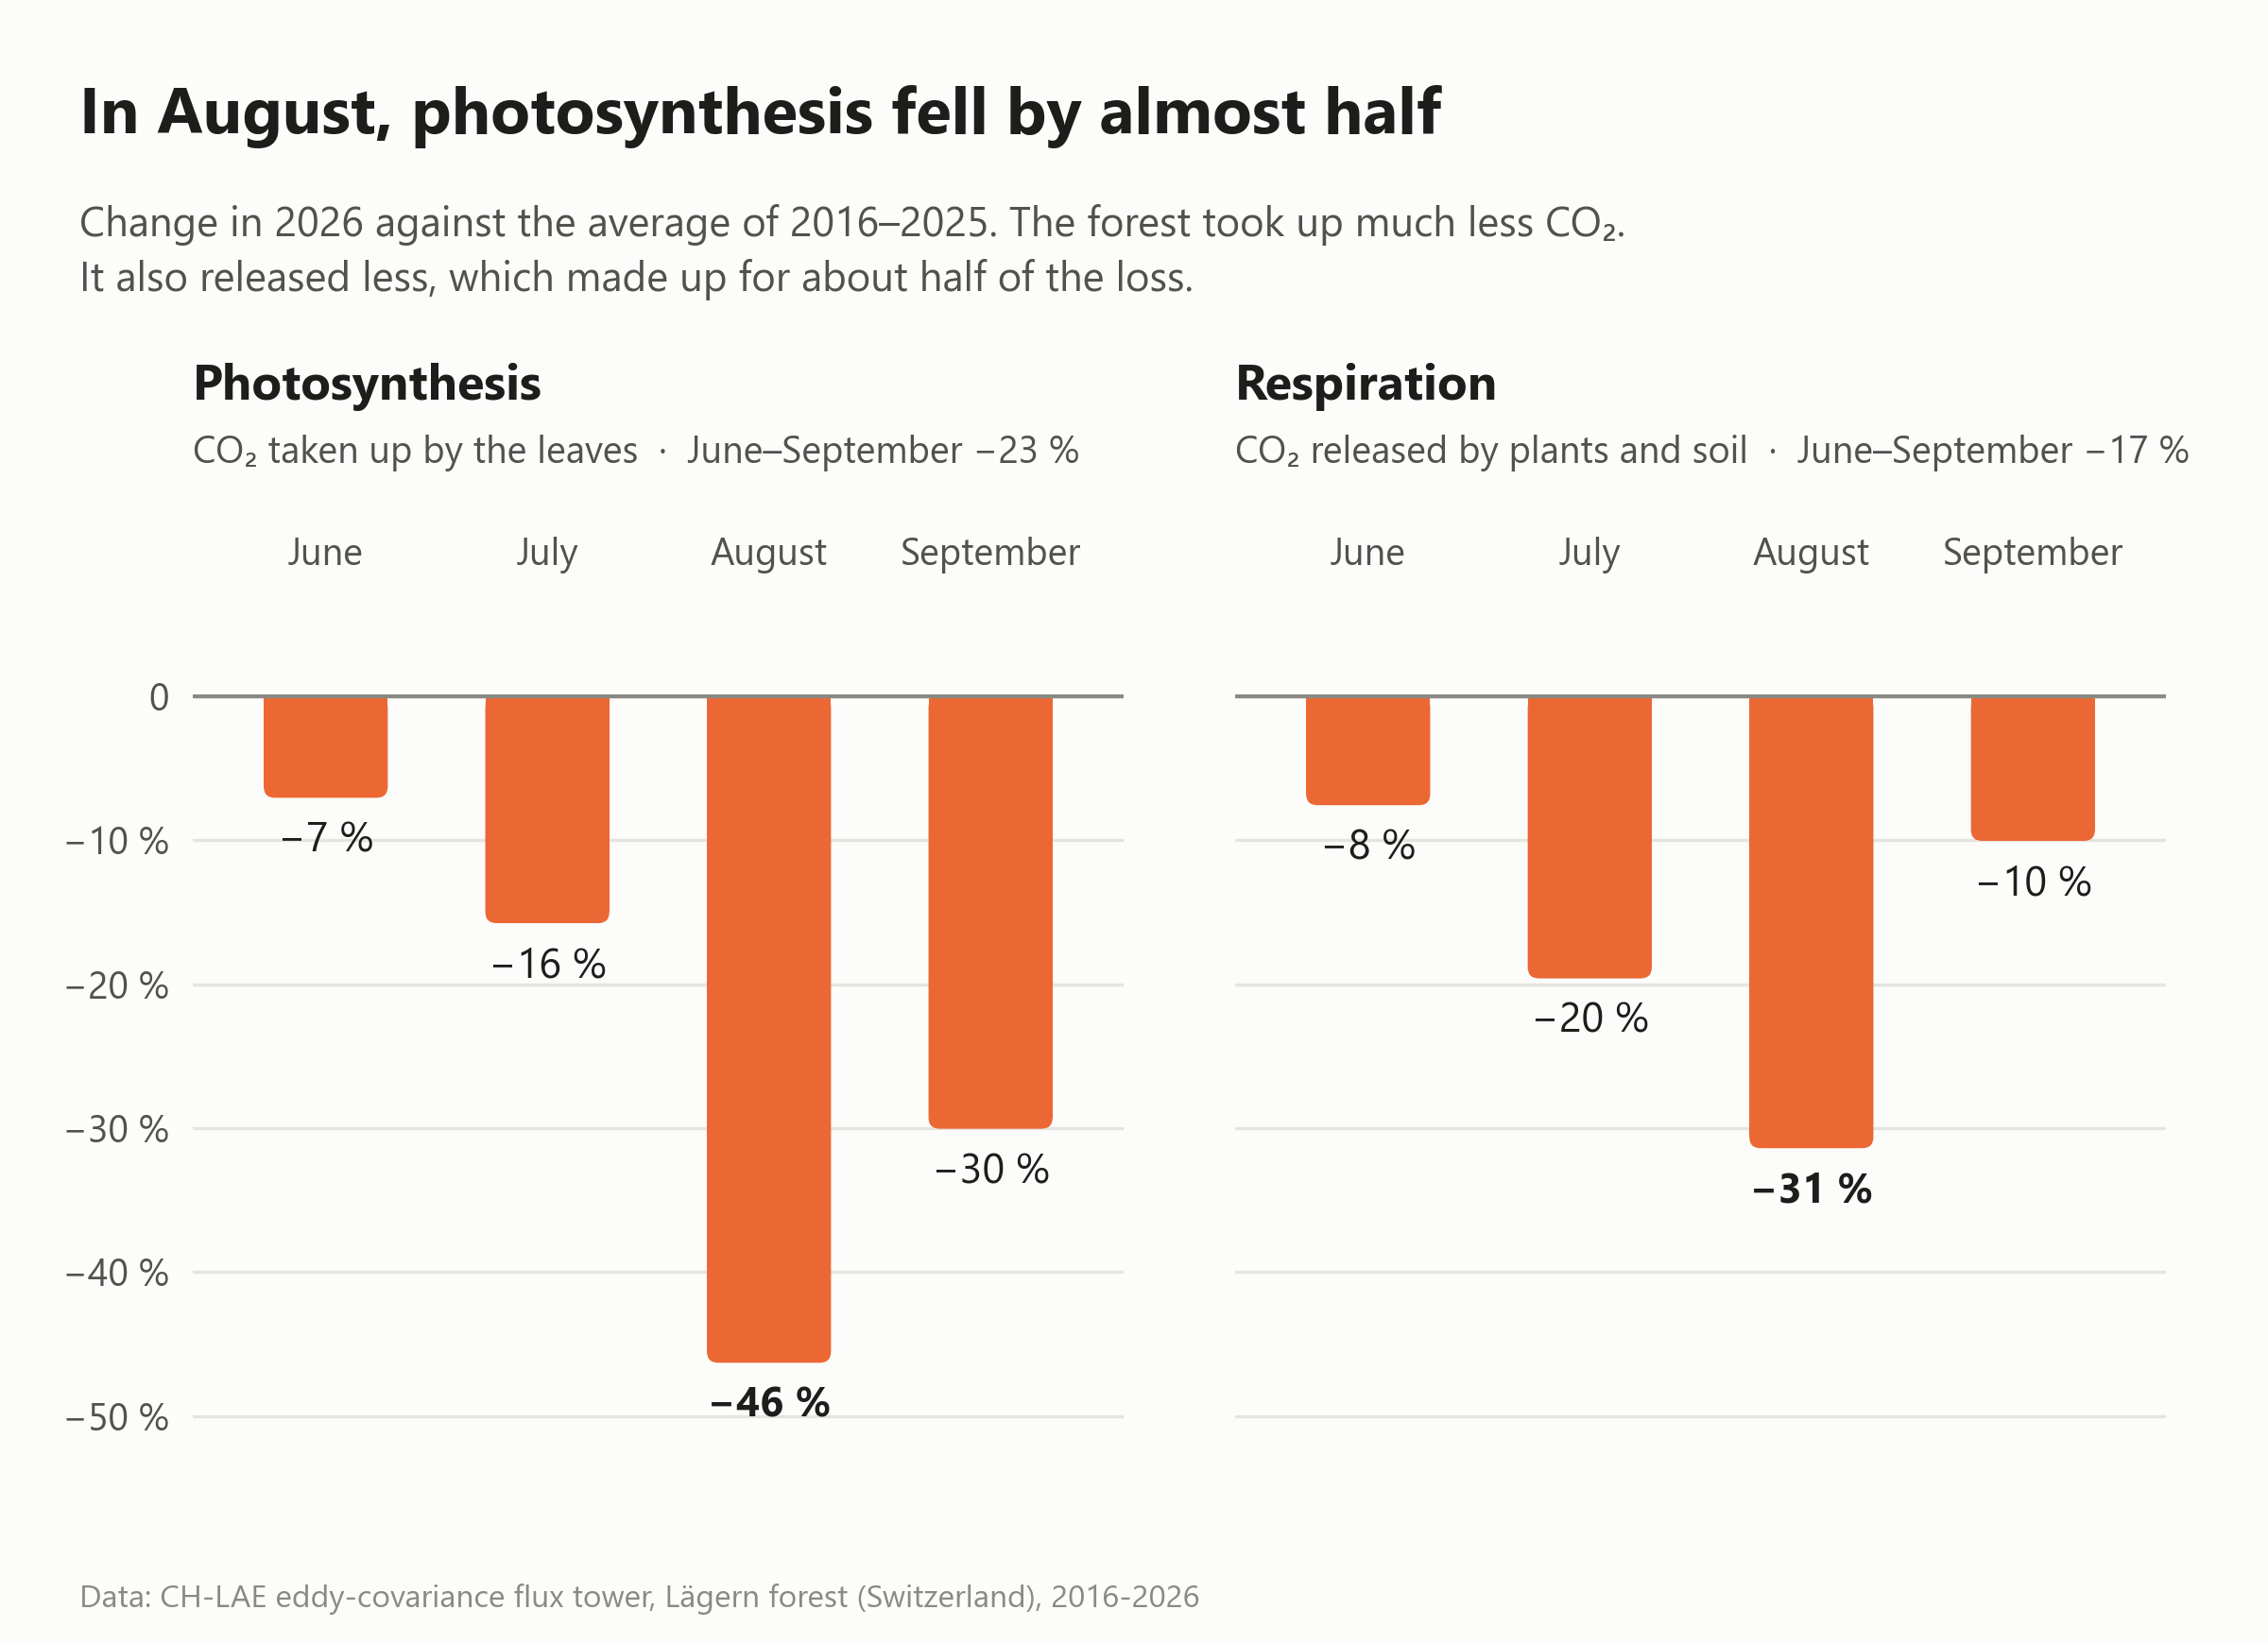 In August, photosynthesis fell by almost half
Change in 2026 against the average of 2016–2025. The forest took up much less CO₂.
It also released less, which made up for about half of the loss.
Photosynthesis
CO₂ taken up by the leaves · June–September −23 %
June July August September
0
−10 %
−20 %
−30 %
−40 %
−50 %
−7 %
−16 %
−46 %
−30 %
Respiration
CO₂ released by plants and soil · June–September −17 %
June July August September
−8 %
−20 %
−31 %
−10 %
Data: CH-LAE eddy-covariance flux tower, Lägern forest (Switzerland), 2016-2026